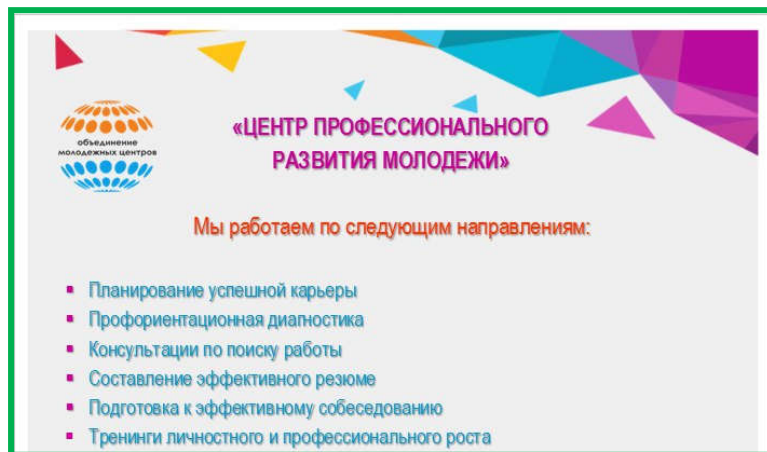 объединение
молодежных центров
«ЦЕНТР ПРОФЕССИОНАЛЬНОГО
РАЗВИТИЯ МОЛОДЕЖИ»
Мы работаем по следующим направлениям:
Планирование успешной карьеры
Профориентационная диагностика
Консультации по поиску работы
Составление эффективного резюме
Подготовка к эффективному собеседованию
Тренинги личностного и профессионального роста